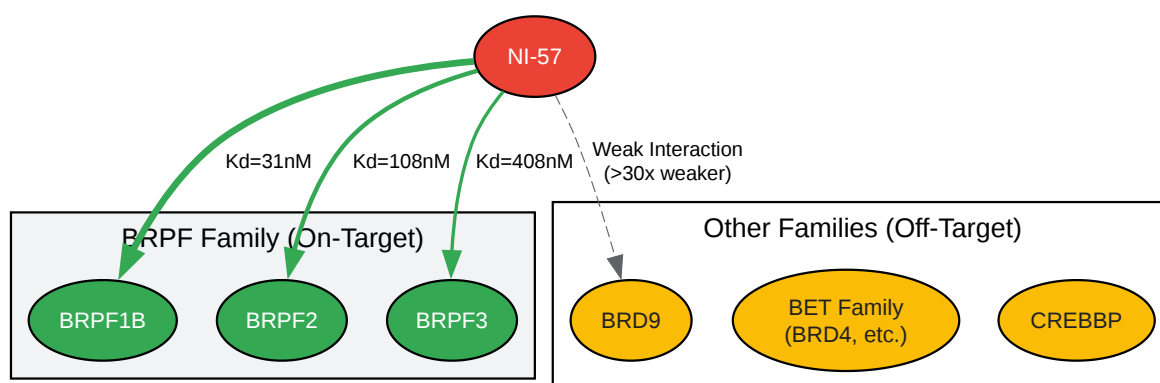 NI-57
Kd=31nM
Kd=108nM
Kd=408nM
Weak Interaction
(>30x weaker)
BRPF Family (On-Target)
BRPF1B
BRPF2
BRPF3
Other Families (Off-Target)
BRD9
BET Family
(BRD4, etc.)
CREBBP